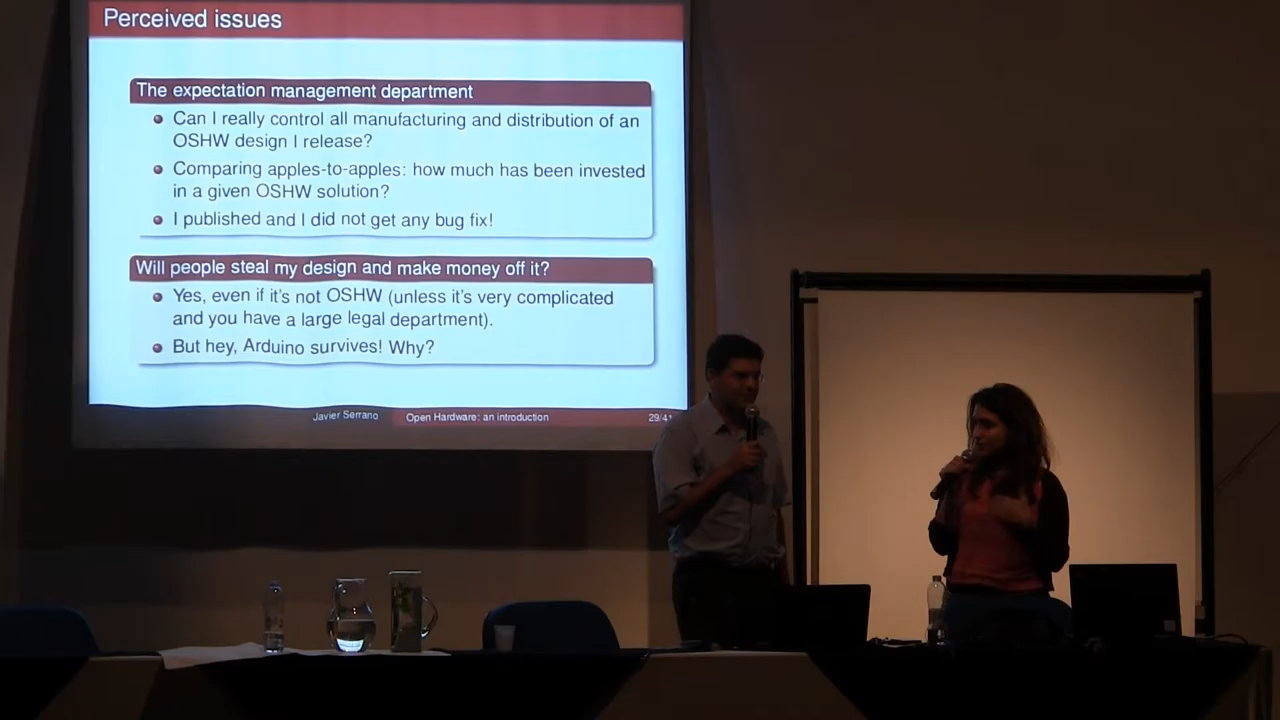 Perceived issues
The expectation management department
Can I really control all manufacturing and distribution of an
OSHW design I release?
Comparing apples-to-apples: how much has been invested
in a given OSHW solution?
I published and I did not get any bug fix!
Will people steal my design and make money off it?
Yes, even if it's not OSHW (unless it's very complicated
and you have a large legal department).
But hey, Arduino survives! Why?
Javier Serrano
Open Hardware: an introduction
29/41